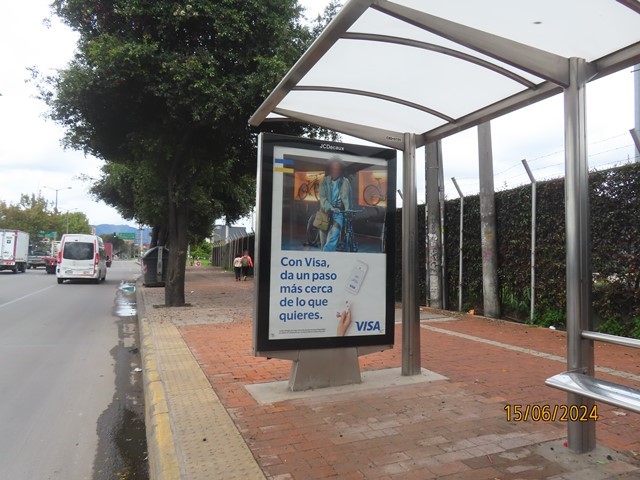 JCDecaux
Con Visa,
da un paso
más cerca
de lo que
quieres.
VISA
15/06/2024